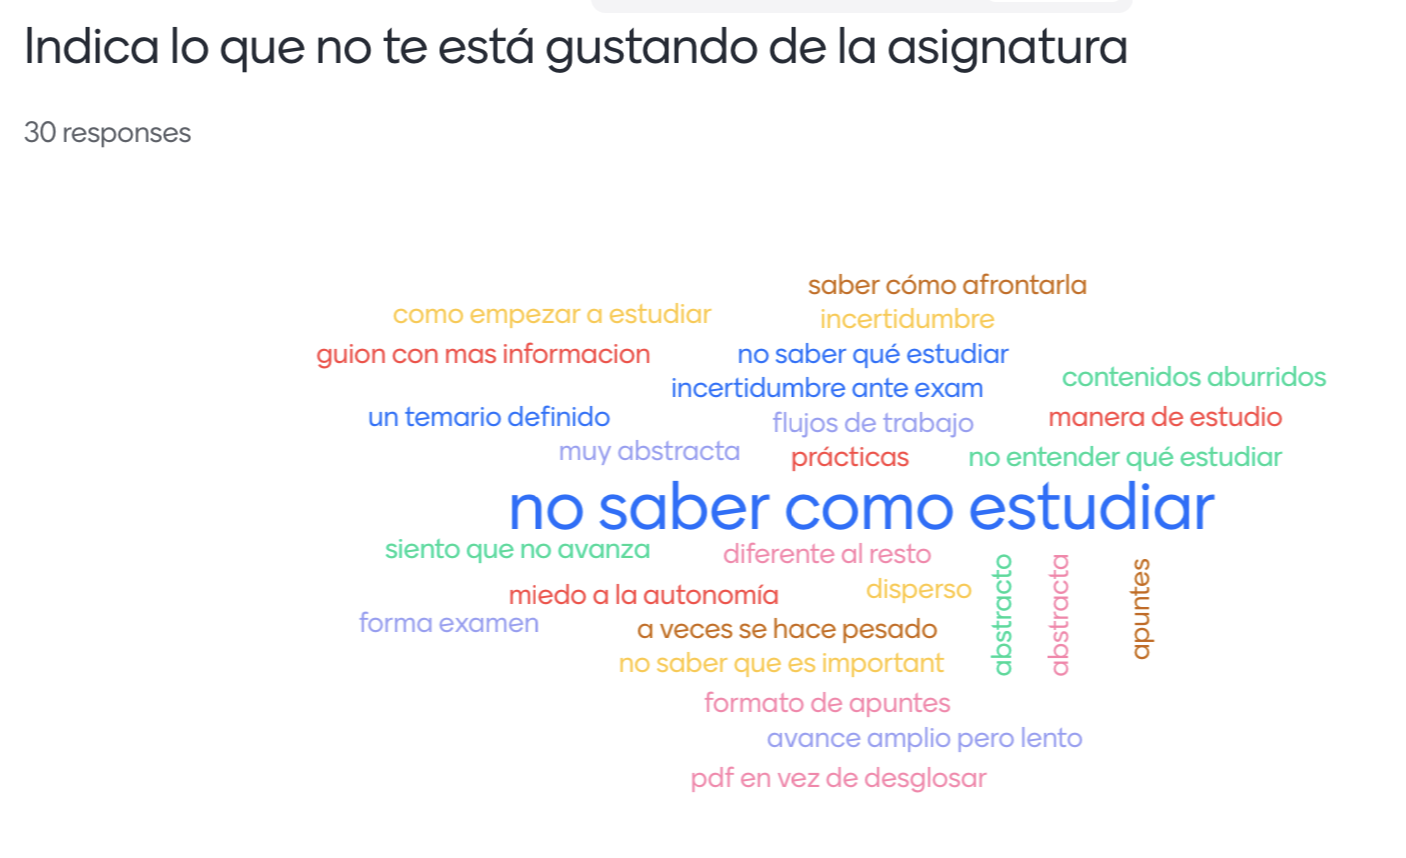 Indica lo que no te está gustando de la asignatura
30 responses
saber cómo afrontarla
como empezar a estudiar
incertidumbre
guion con mas informacion
no saber qué estudiar
contenidos aburridos
incertidumbre ante exam
un temario definido
flujos de trabajo
manera de estudio
muy abstracta
prácticas
no entender qué estudiar
no saber como estudiar
siento que no avanza
diferente al resto
abstracto
abstracta
apuntes
miedo a la autonomía
disperso
forma examen
a veces se hace pesado
no saber que es important
formato de apuntes
avance amplio pero lento
pdf en vez de desglosar